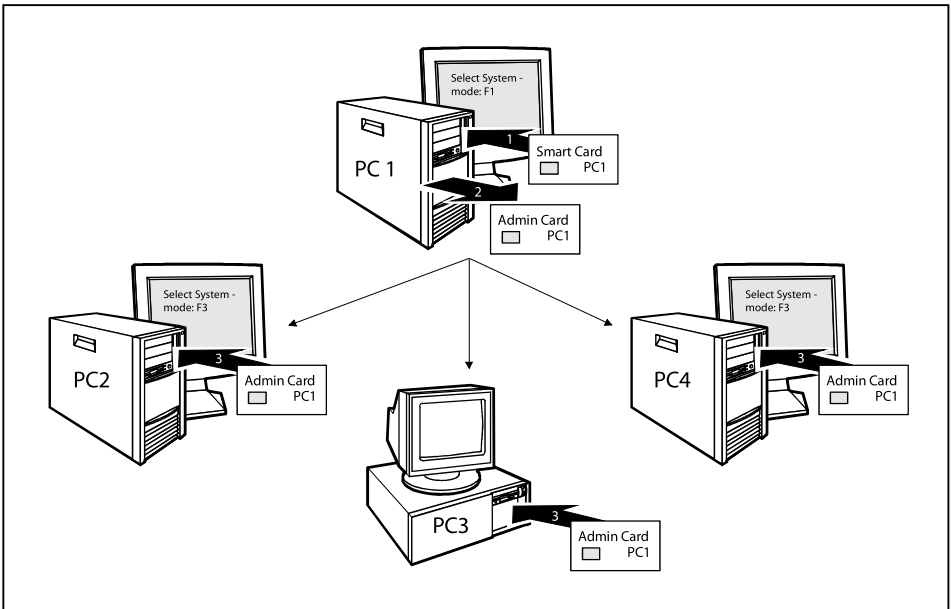 Select System -
mode: F1
PC 1
1
Smart Card
PC1
2
Admin Card
PC1
Select System -
mode: F3
PC2
3
Admin Card
PC1
Select System -
mode: F3
PC4
3
Admin Card
PC1
PC3
3
Admin Card
PC1